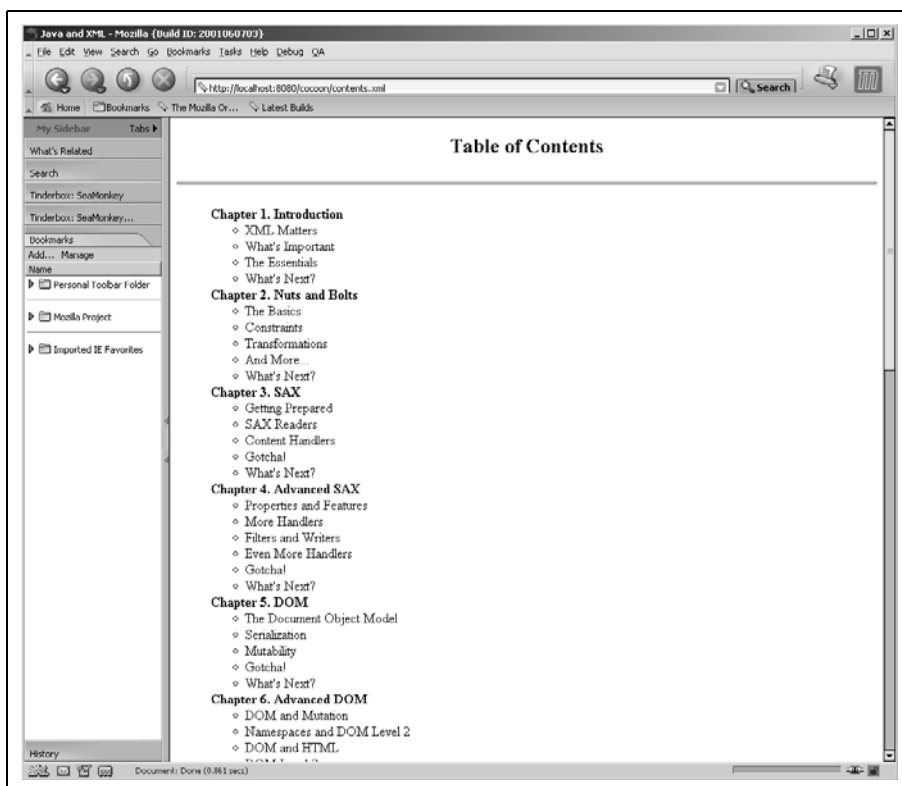 Java and XML - Mozilla {Build ID: 2001060703}
File Edit View Search Go Bookmarks Tasks Help Debug QA
http://localhost:8080/cocoon/contents.xml
Search
Home Bookmarks The Mozilla Or... Latest Builds
My Sidebar Tabs
What's Related
Search
Tinderbox: SeaMonkey
Tinderbox: SeaMonkey...
Bookmarks
Add... Manage
Name
Personal Toolbar Folder
Mozilla Project
Imported IE Favorites
History
Table of Contents
Chapter 1. Introduction
XML Matters
What's Important
The Essentials
What's Next?
Chapter 2. Nuts and Bolts
The Basics
Constraints
Transformations
And More...
What's Next?
Chapter 3. SAX
Getting Prepared
SAX Readers
Content Handlers
Gotcha!
What's Next?
Chapter 4. Advanced SAX
Properties and Features
More Handlers
Filters and Writers
Even More Handlers
Gotcha!
What's Next?
Chapter 5. DOM
The Document Object Model
Serialization
Mutability
Gotcha!
What's Next?
Chapter 6. Advanced DOM
DOM and Mutation
Namespaces and DOM Level 2
DOM and HTML
Document: Done (0.861 secs)